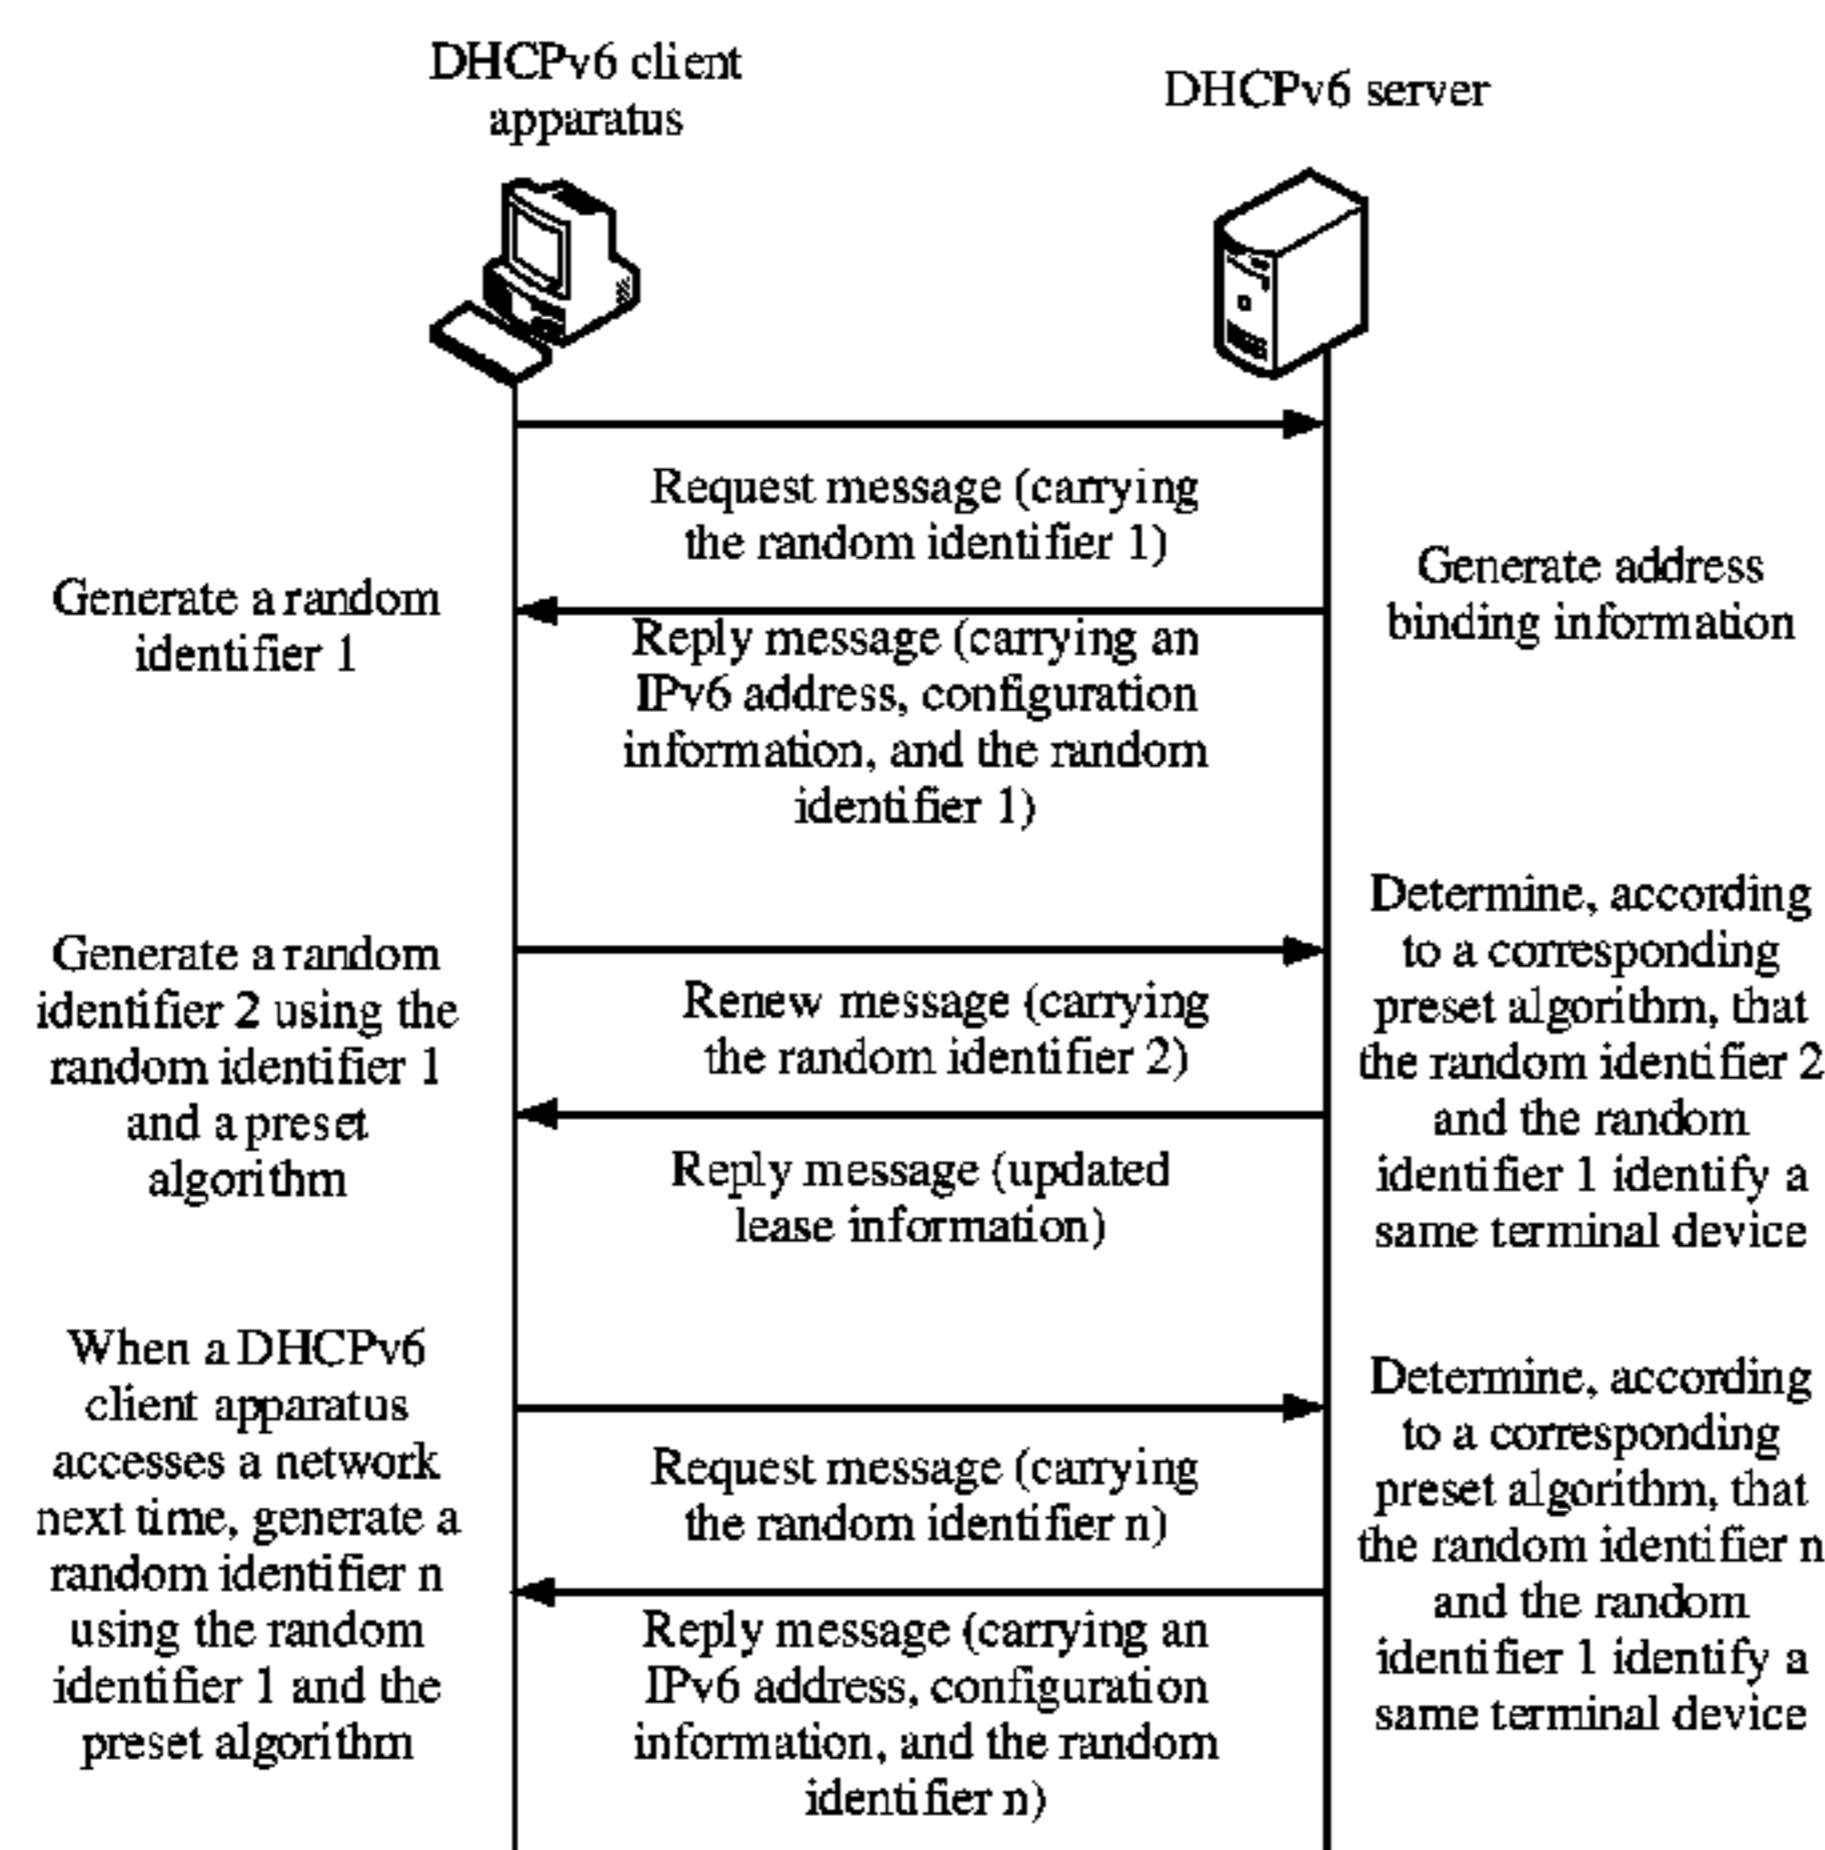 DHCPv6 client
apparatus
DHCPv6 server
Request message (carrying
the random identifier 1)
Generate a random
identifier 1
Generate address
binding information
Reply message (carrying an
IPv6 address, configuration
information, and the random
identifier 1)
Generate a random
identifier 2 using the
random identifier 1
and a preset
algorithm
Renew message (carrying
the random identifier 2)
Determine, according
to a corresponding
preset algorithm, that
the random identifier 2
and the random
identifier 1 identify a
same terminal device
Reply message (updated
lease information)
When a DHCPv6
client apparatus
accesses a network
next time, generate a
random identifier n
using the random
identifier 1 and the
preset algorithm
Request message (carrying
the random identifier n)
Determine, according
to a corresponding
preset algorithm, that
the random identifier n
and the random
identifier 1 identify a
same terminal device
Reply message (carrying an
IPv6 address, configuration
information, and the random
identifier n)